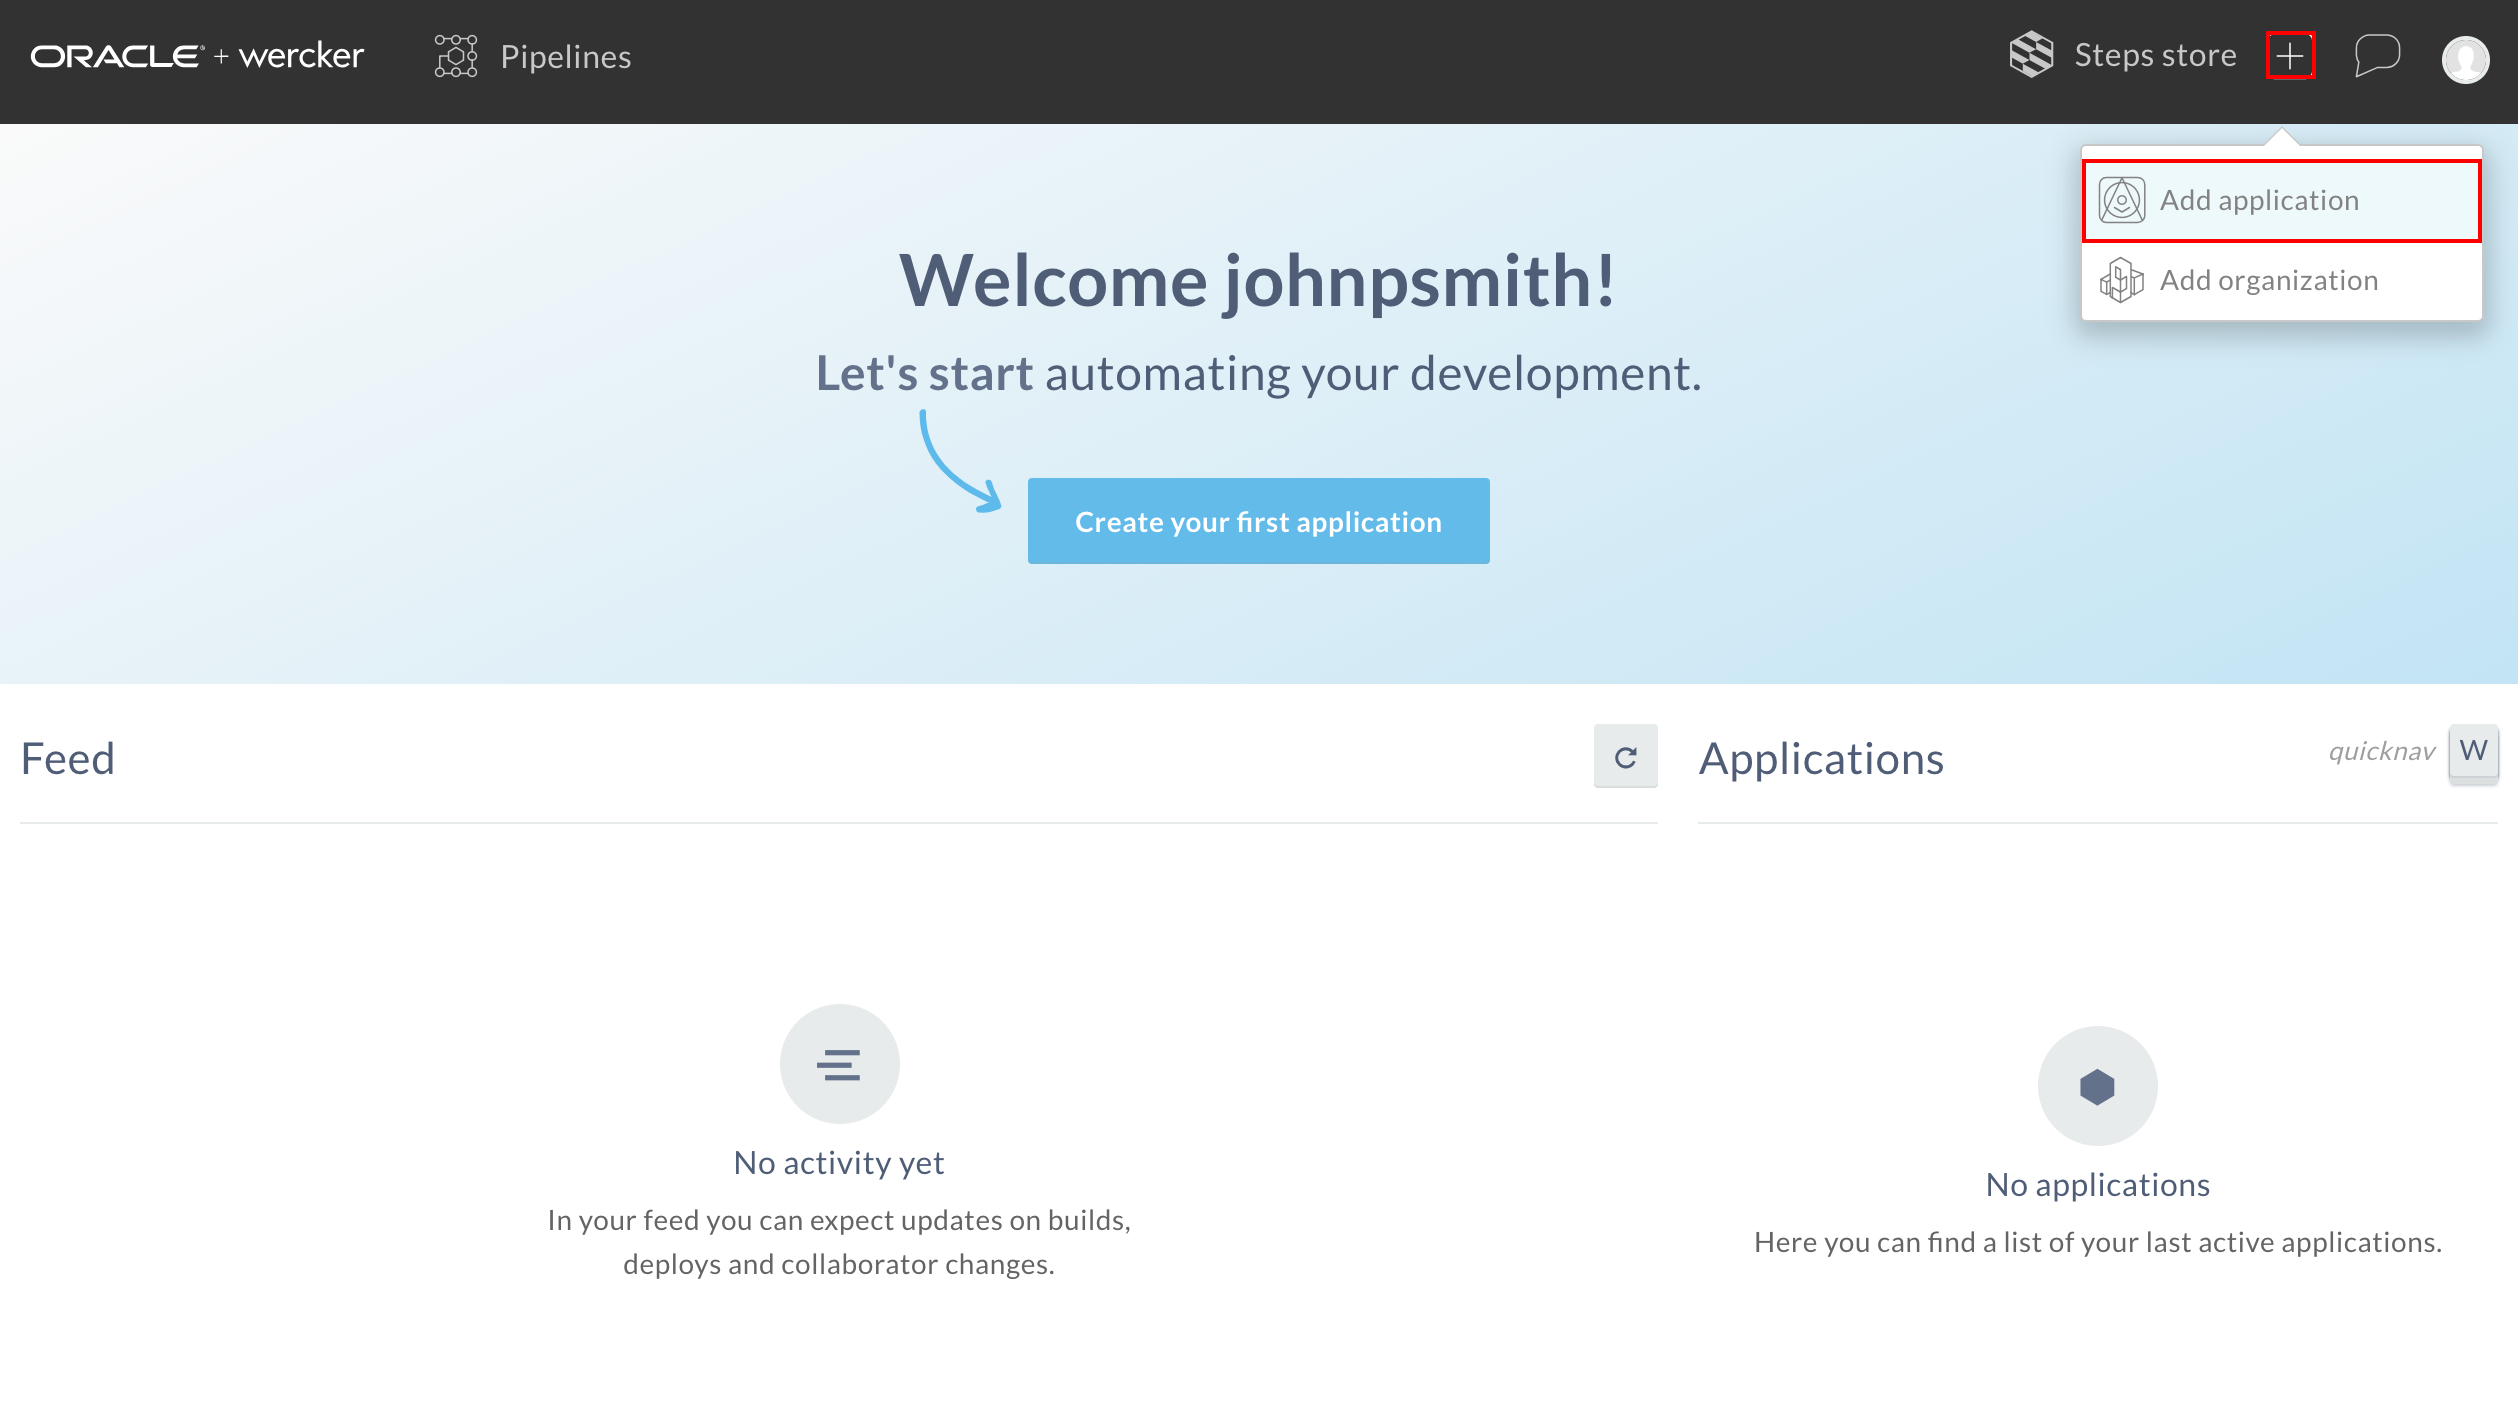 ORACLE® + wercker
Pipelines
Steps store
Add application
Add organization
Welcome johnpsmith!
Let's start automating your development.
Create your first application
Feed
Applications
quicknav W
No activity yet
In your feed you can expect updates on builds,
deploys and collaborator changes.
No applications
Here you can find a list of your last active applications.